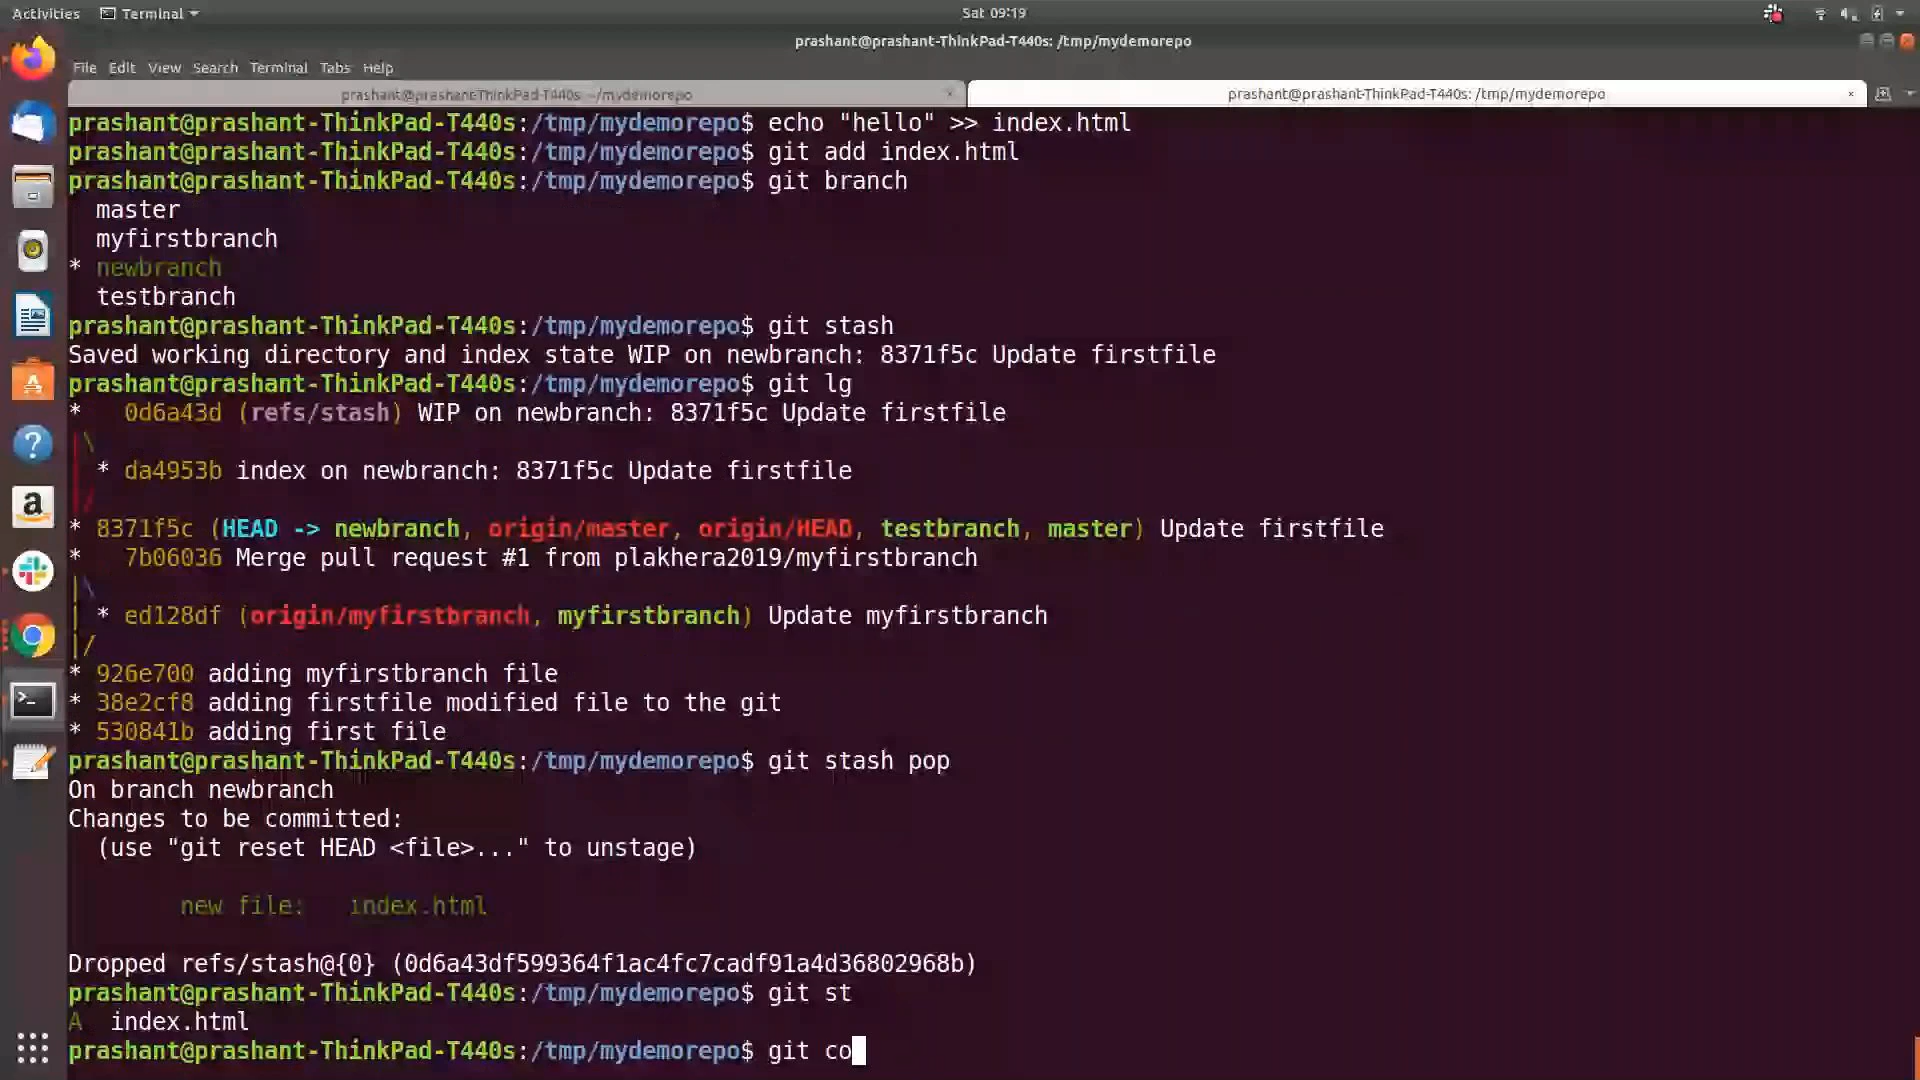 Activities Terminal Sat 09:19
prashant@prashant-ThinkPad-T440s: /tmp/mydemorepo
File Edit View Search Terminal Tabs Help
prashant@prashant-ThinkPad-T440s: ~/mydemorepo × prashant@prashant-ThinkPad-T440s: /tmp/mydemorepo ×
prashant@prashant-ThinkPad-T440s:/tmp/mydemorepo$ echo "hello" >> index.html
prashant@prashant-ThinkPad-T440s:/tmp/mydemorepo$ git add index.html
prashant@prashant-ThinkPad-T440s:/tmp/mydemorepo$ git branch
master
myfirstbranch
* newbranch
testbranch
prashant@prashant-ThinkPad-T440s:/tmp/mydemorepo$ git stash
Saved working directory and index state WIP on newbranch: 8371f5c Update firstfile
prashant@prashant-ThinkPad-T440s:/tmp/mydemorepo$ git lg
*   0d6a43d (refs/stash) WIP on newbranch: 8371f5c Update firstfile
|\
| * da4953b index on newbranch: 8371f5c Update firstfile
|/
* 8371f5c (HEAD -> newbranch, origin/master, origin/HEAD, testbranch, master) Update firstfile
*   7b06036 Merge pull request #1 from plakhera2019/myfirstbranch
|\
| * ed128df (origin/myfirstbranch, myfirstbranch) Update myfirstbranch
|/
* 926e700 adding myfirstbranch file
* 38e2cf8 adding firstfile modified file to the git
* 530841b adding first file
prashant@prashant-ThinkPad-T440s:/tmp/mydemorepo$ git stash pop
On branch newbranch
Changes to be committed:
(use "git reset HEAD <file>..." to unstage)
new file:   index.html
Dropped refs/stash@{0} (0d6a43df599364f1ac4fc7cadf91a4d36802968b)
prashant@prashant-ThinkPad-T440s:/tmp/mydemorepo$ git st
A  index.html
prashant@prashant-ThinkPad-T440s:/tmp/mydemorepo$ git co